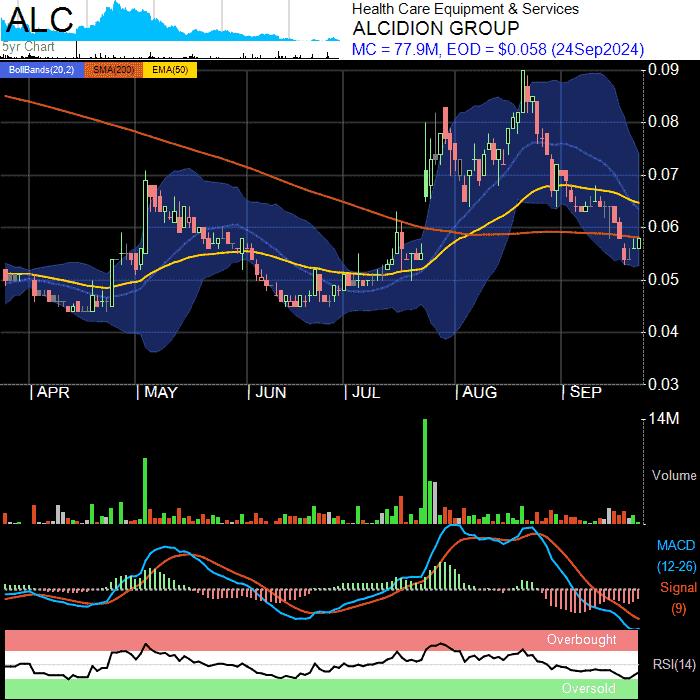 ALC
5yr Chart
Health Care Equipment & Services
ALCIDION GROUP
MC = 77.9M, EOD = $0.058 (24Sep2024)
BollBands(20,2) SMA(200) EMA(50)
0.09
0.08
0.07
0.06
0.05
0.04
0.03
APR MAY JUN JUL AUG SEP
14M
Volume
MACD
(12-26)
Signal
(9)
Overbought
RSI(14)
Oversold